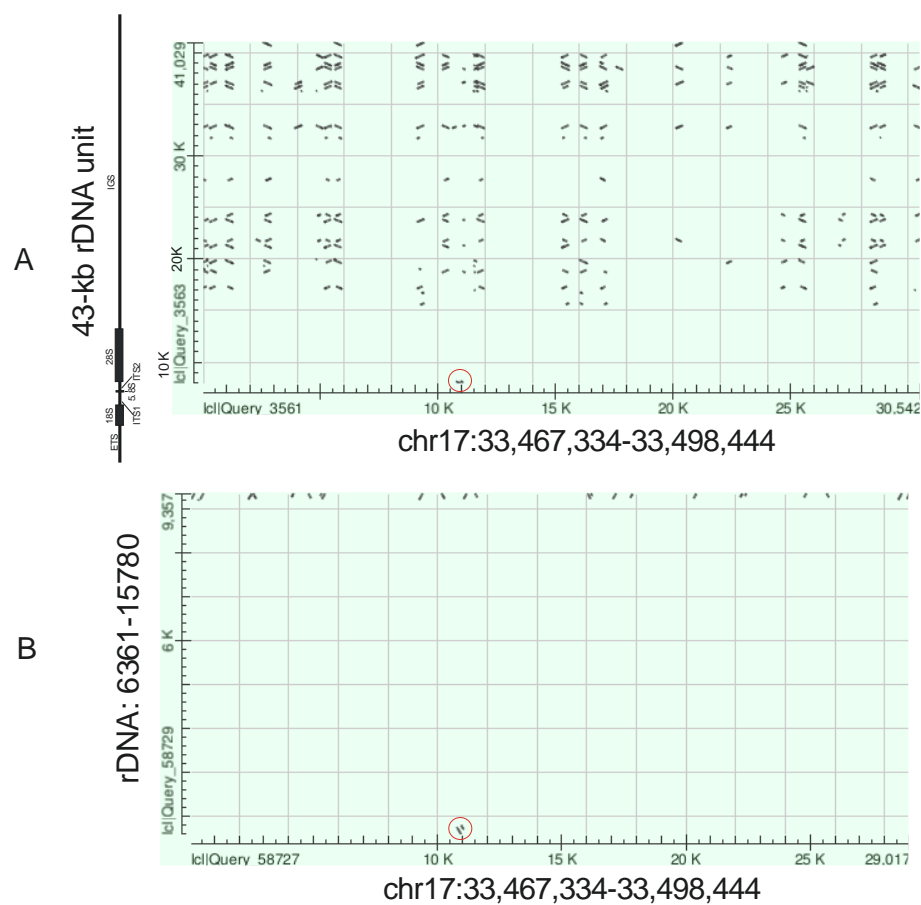 A
43-kb rDNA unit
IGS
28S
ITS2
5.8S
ITS1
18S
ETS
41,029
30 K
20K
10 K
lcl|Query_3563
lcl|Query_3561
10 K
15 K
20 K
25 K
30,542
chr17:33,467,334-33,498,444
B
rDNA: 6361-15780
9,357
6 K
lcl|Query_58729
lcl|Query_58727
10 K
15 K
20 K
25 K
29,017
chr17:33,467,334-33,498,444